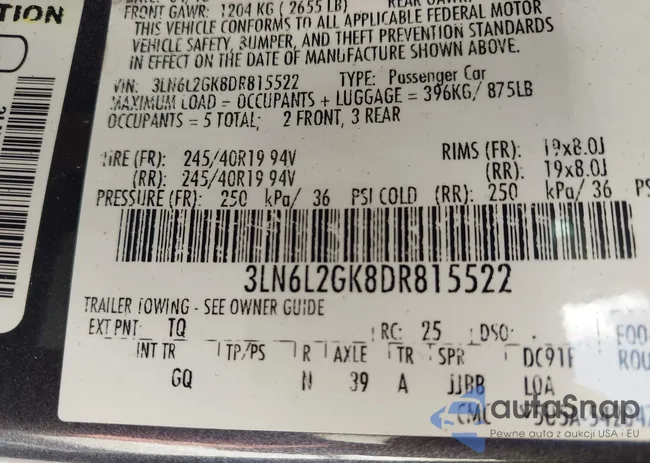 TION
FRONT GAWR: 1204 KG (2655 LB)
THIS VEHICLE CONFORMS TO ALL APPLICABLE FEDERAL MOTOR
VEHICLE SAFETY, BUMPER, AND THEFT PREVENTION STANDARDS
IN EFFECT ON THE DATE OF MANUFACTURE SHOWN ABOVE.
VIN: 3LN6L2GK8DR815522 TYPE: Passenger Car
MAXIMUM LOAD = OCCUPANTS + LUGGAGE = 396KG/ 875LB
OCCUPANTS = 5 TOTAL; 2 FRONT, 3 REAR
TIRE (FR): 245/40R19 94V RIMS (FR): 19x8.0J
(RR): 245/40R19 94V (RR): 19x8.0J
PRESSURE (FR): 250 kPa/ 36 PSI COLD (RR): 250 kPa/ 36 PS
3LN6L2GK8DR815522
TRAILER TOWING - SEE OWNER GUIDE
EXT PNT: TQ RC: 25 DSO:
INT TR TP/PS R AXLE TR SPR DC91F ROU
GQ N 39 A JJBB LOA
CMC
autoSnap
Pewne auta z aukcji USA i EU